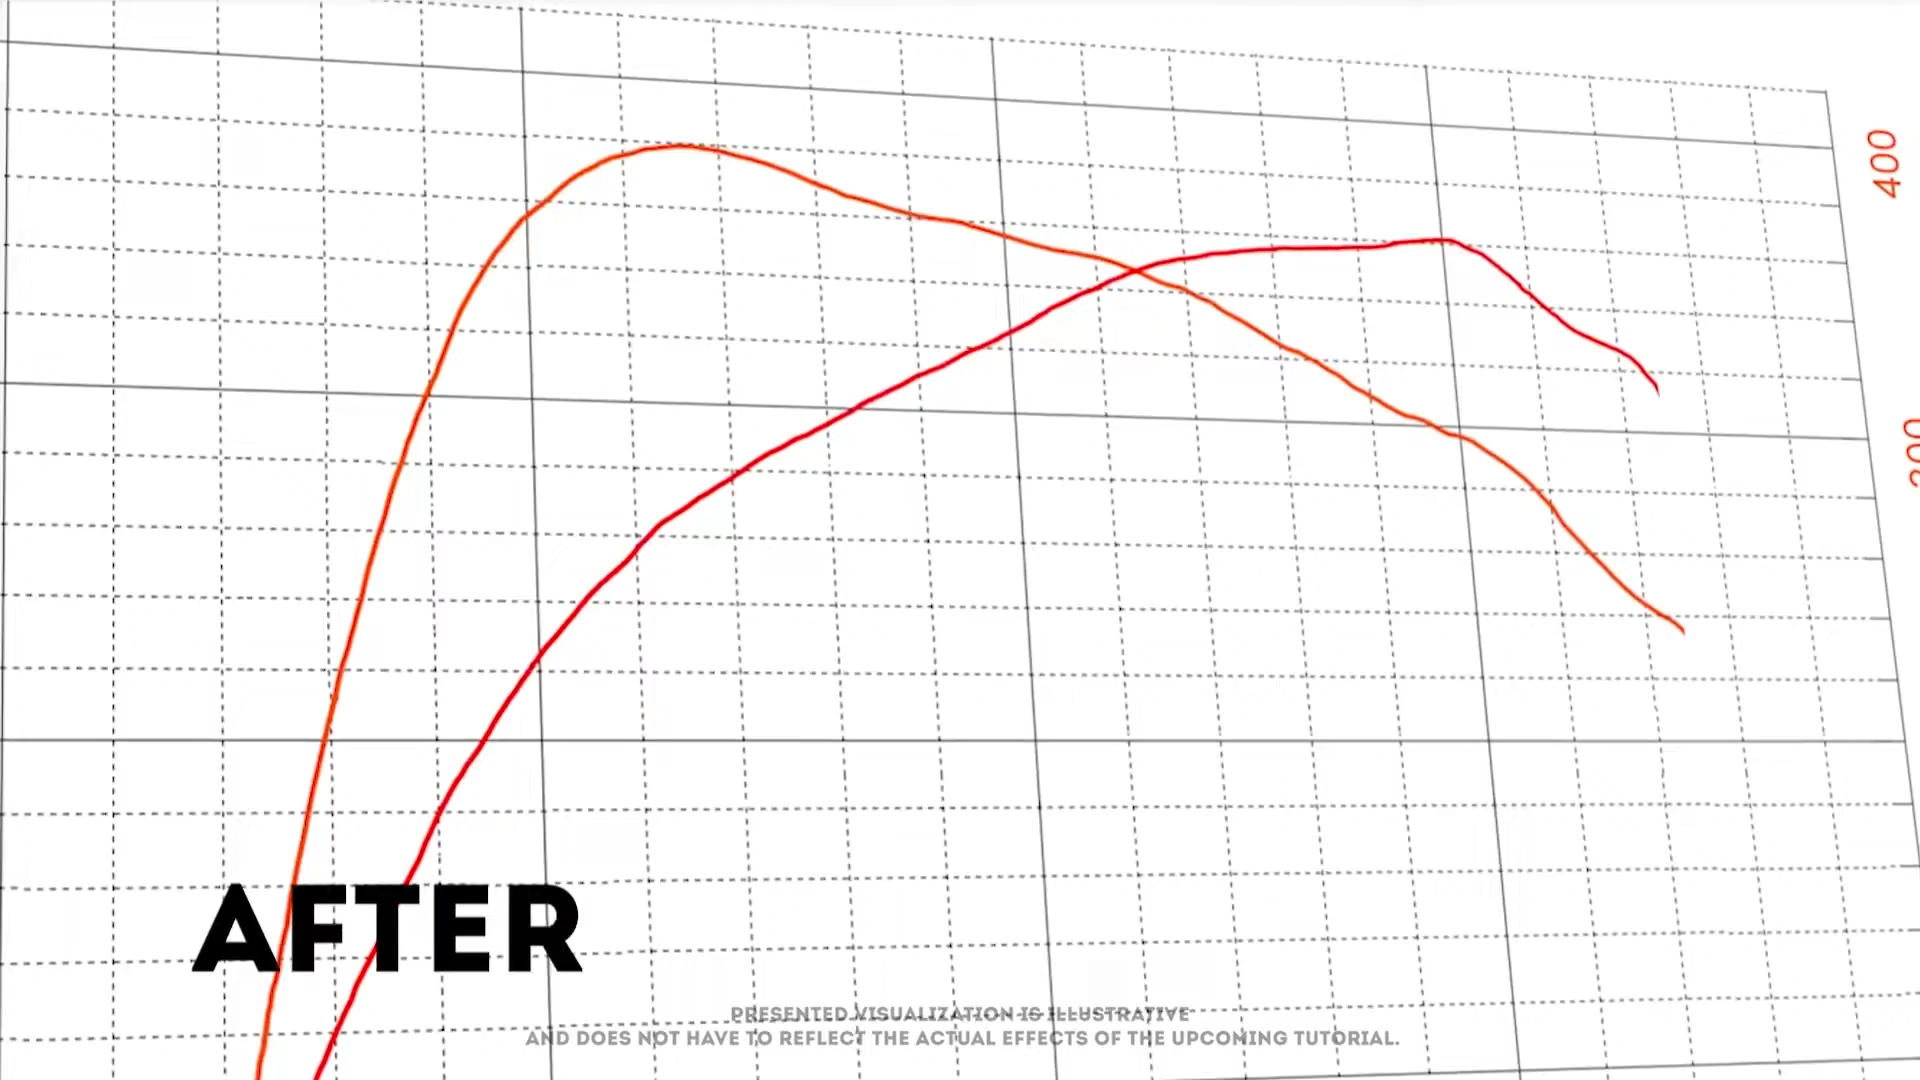 400
AFTER
PRESENTED VISUALIZATION IS ILLUSTRATIVE
AND DOES NOT HAVE TO REFLECT THE ACTUAL EFFECTS OF THE UPCOMING TUTORIAL.